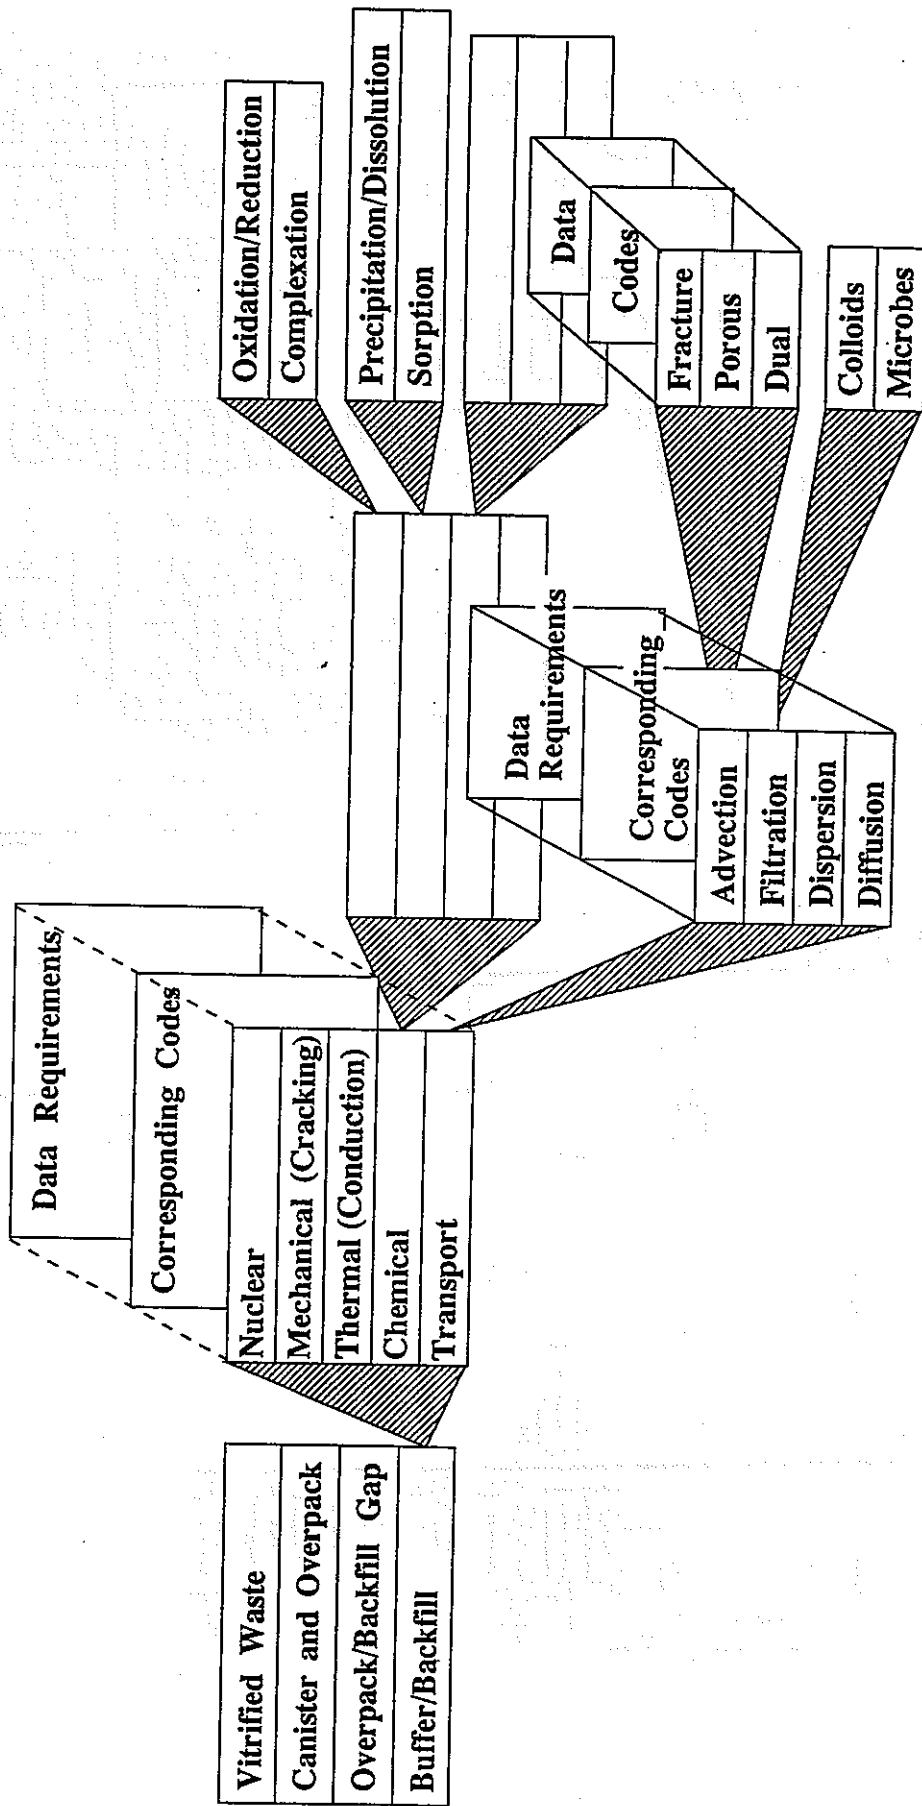 Vitrified Waste
Canister and Overpack
Overpack/Backfill Gap
Buffer/Backfill
Data Requirements
Corresponding Codes
Nuclear
Mechanical (Cracking)
Thermal (Conduction)
Chemical
Transport
Data
Requirements
Corresponding
Codes
Advection
Filtration
Dispersion
Diffusion
Oxidation/Reduction
Complexation
Precipitation/Dissolution
Sorption
Data
Codes
Fracture
Porous
Dual
Colloids
Microbes